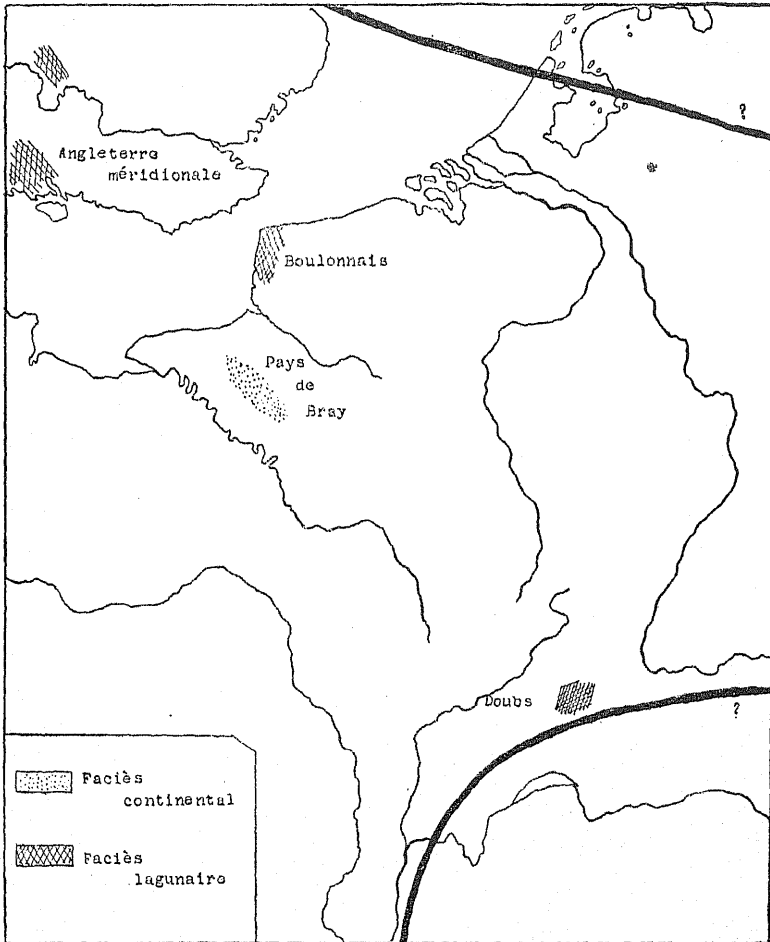 ?
Angleterre
méridionale
Boulonnais
Pays
de
Bray
Doubs
?
Faciès
continental
Faciès
lagunaire